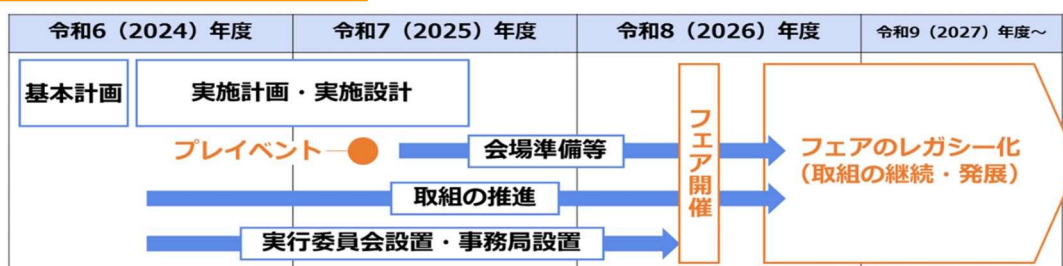 令和6（2024）年度
令和7（2025）年度
令和8（2026）年度
令和9（2027）年度～
基本計画
実施計画・実施設計
プレイベント
会場準備等
取組の推進
実行委員会設置・事務局設置
フェア開催
フェアのレガシー化
（取組の継続・発展）